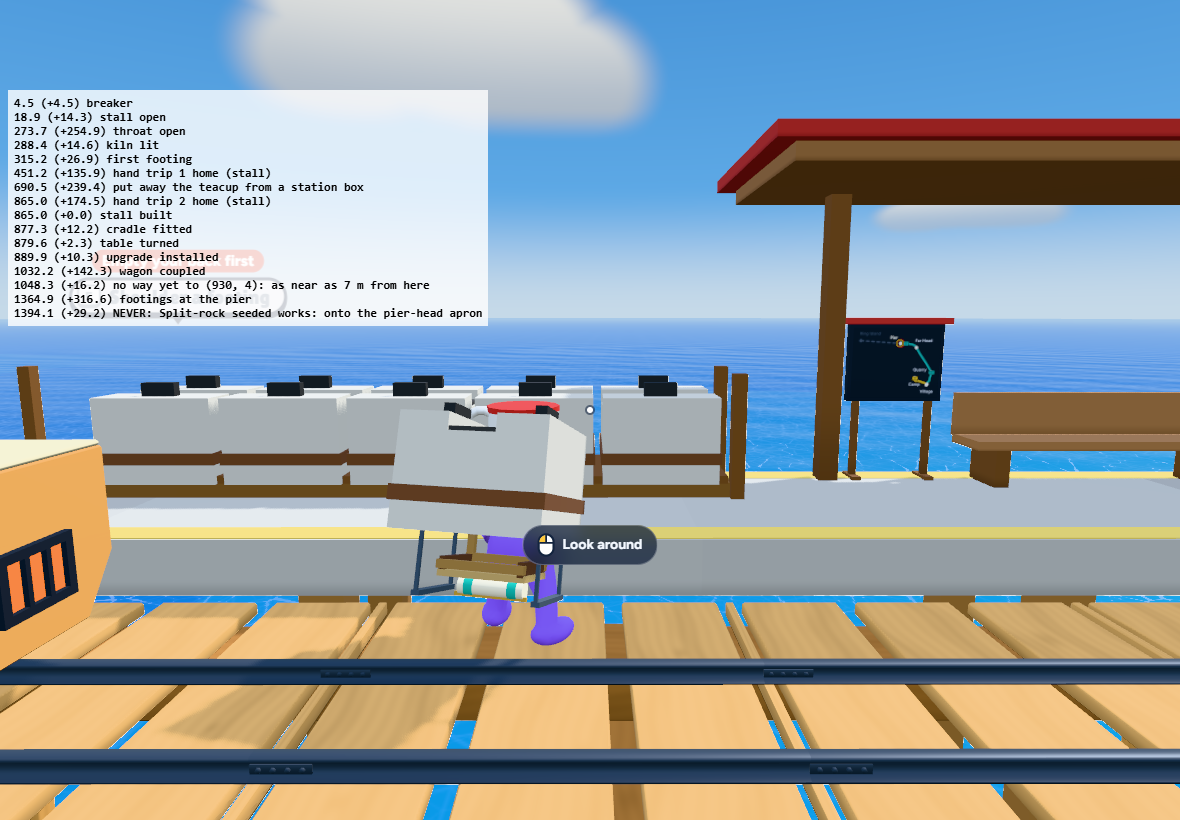 4.5 (+4.5) breaker
18.9 (+14.3) stall open
273.7 (+254.9) throat open
288.4 (+14.6) kiln lit
315.2 (+26.9) first footing
451.2 (+135.9) hand trip 1 home (stall)
690.5 (+239.4) put away the teacup from a station box
865.0 (+174.5) hand trip 2 home (stall)
865.0 (+0.0) stall built
877.3 (+12.2) cradle fitted
879.6 (+2.3) table turned
889.9 (+10.3) upgrade installed
1032.2 (+142.3) wagon coupled
1048.3 (+16.2) no way yet to (930, 4): as near as 7 m from here
1364.9 (+316.6) footings at the pier
1394.1 (+29.2) NEVER: Split-rock seeded works: onto the pier-head apron
first
Pier
Quarry
Camp
Village
Look around